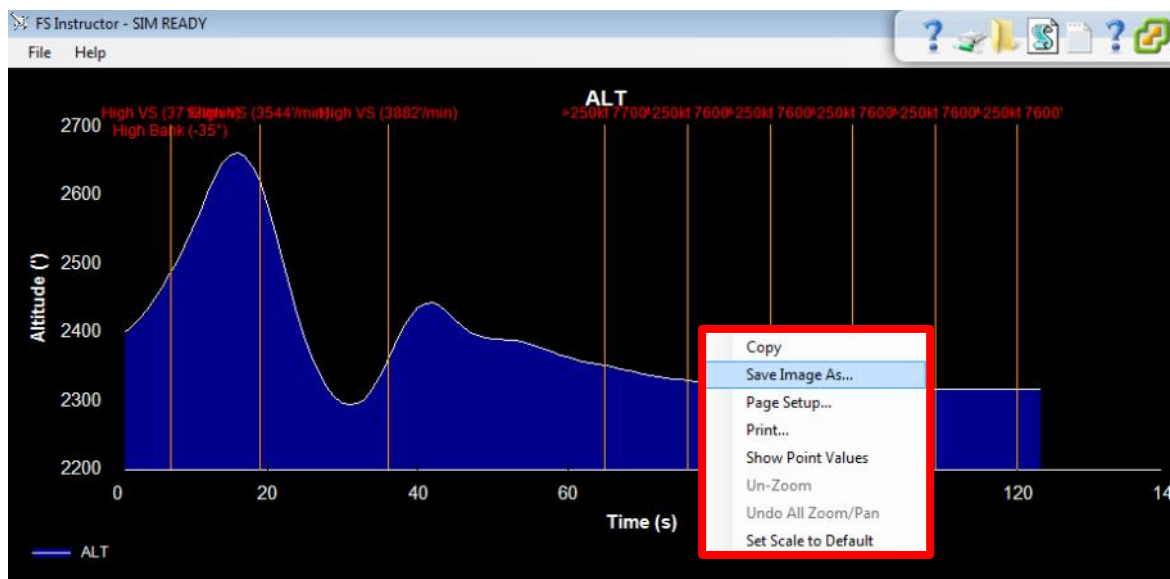 FS Instructor - SIM READY
File Help
ALT
High VS (3544'/min) High VS (3882'/min) >250kt 7700' >250kt 7600' >250kt 7600' >250kt 7600' >250kt 7600' >250kt 7600'
High Bank (-35°)
2700
2600
2500
2400
2300
2200
Altitude (')
0 20 40 60 120
Time (s)
ALT
Copy
Save Image As...
Page Setup...
Print...
Show Point Values
Un-Zoom
Undo All Zoom/Pan
Set Scale to Default